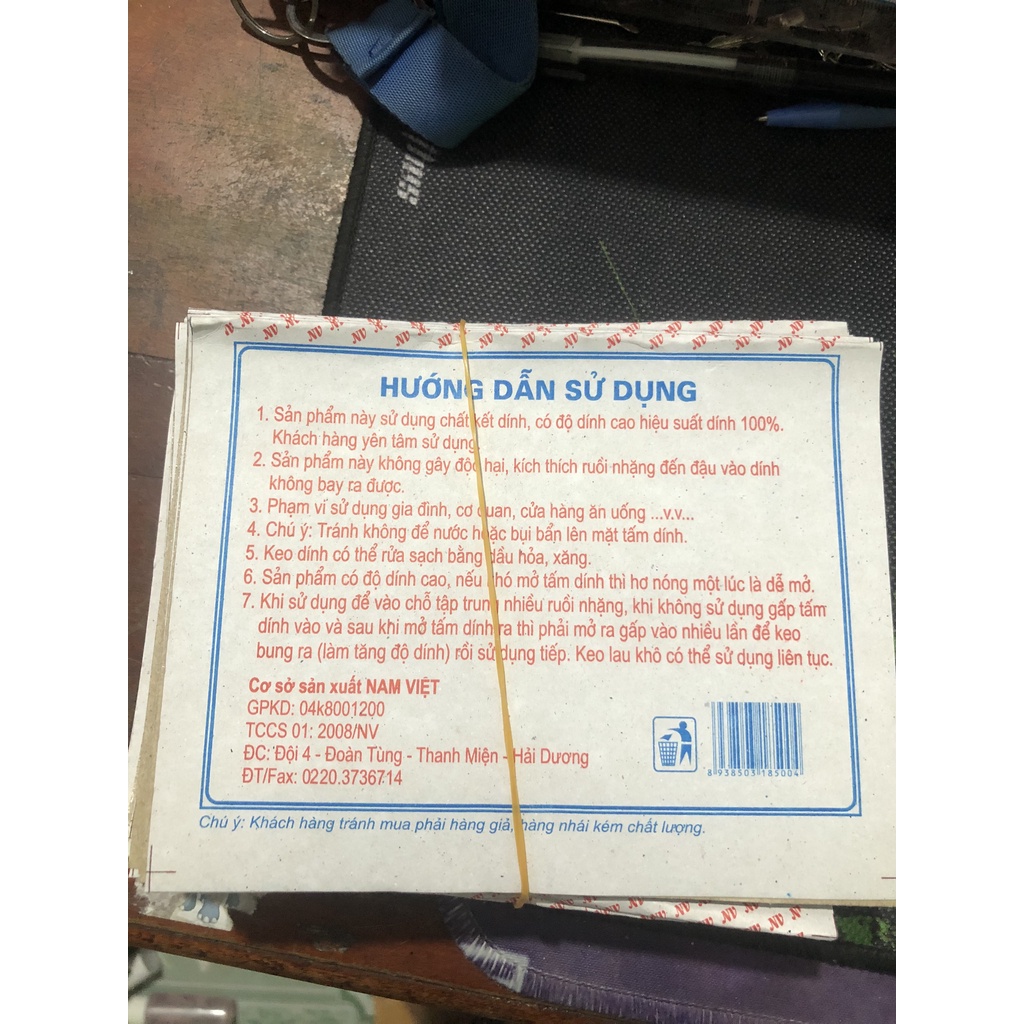 HƯỚNG DẪN SỬ DỤNG
1. Sản phẩm này sử dụng chất kết dính, có độ dính cao hiệu suất dính 100%.
Khách hàng yên tâm sử dụng.
2. Sản phẩm này không gây độc hại, kích thích ruồi nhặng đến đậu vào dính
không bay ra được.
3. Phạm vi sử dụng gia đình, cơ quan, cửa hàng ăn uống ...v.v...
4. Chú ý: Tránh không để nước hoặc bụi bẩn lên mặt tấm dính.
5. Keo dính có thể rửa sạch bằng dầu hỏa, xăng.
6. Sản phẩm có độ dính cao, nếu khó mở tấm dính thì hơ nóng một lúc là dễ mở.
7. Khi sử dụng để vào chỗ tập trung nhiều ruồi nhặng, khi không sử dụng gấp tấm
dính vào và sau khi mở tấm dính ra thì phải mở ra gấp vào nhiều lần để keo
bung ra (làm tăng độ dính) rồi sử dụng tiếp. Keo lau khô có thể sử dụng liên tục.
Cơ sở sản xuất NAM VIỆT
GPKD: 04k8001200
TCCS 01: 2008/NV
ĐC: Đội 4 - Đoàn Tùng - Thanh Miện - Hải Dương
ĐT/Fax: 0220.3736714
8 938503 185004
Chú ý: Khách hàng tránh mua phải hàng giả, hàng nhái kém chất lượng.